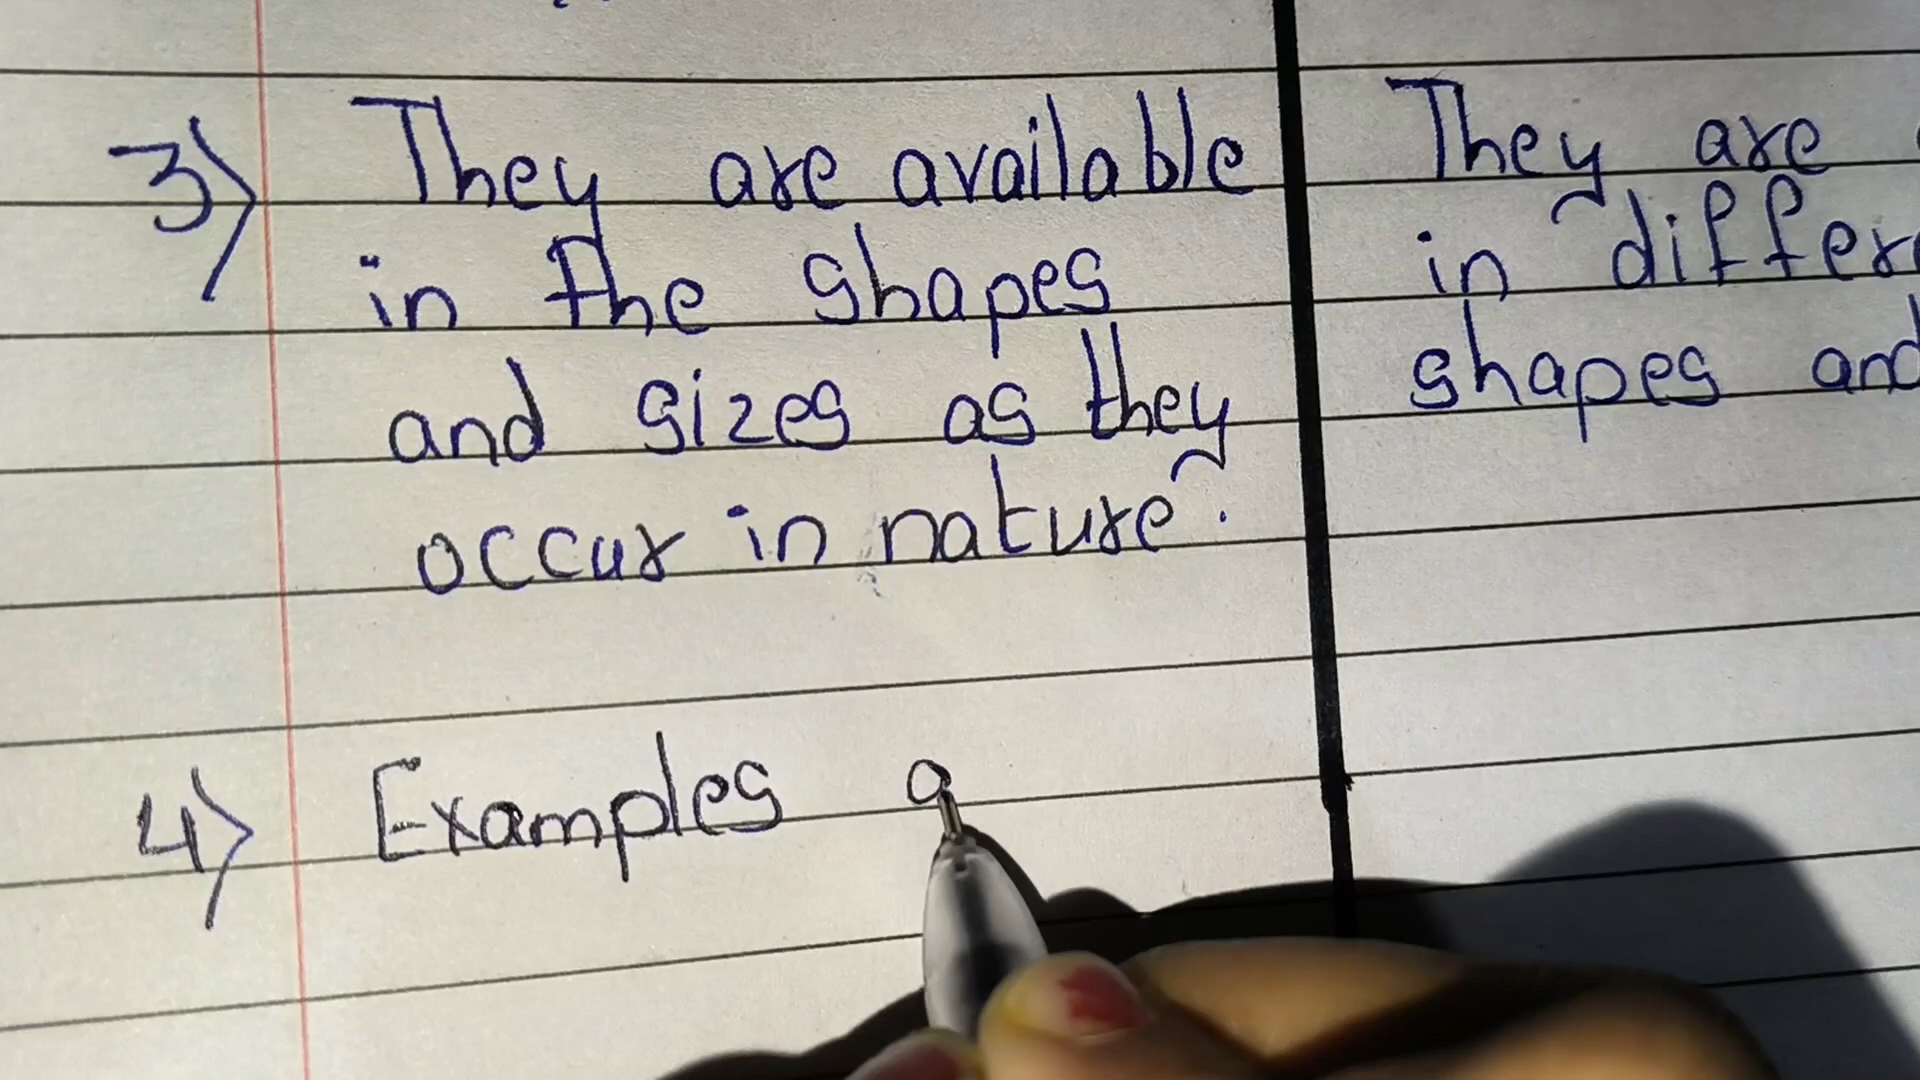 3) They are available
in the shapes
and sizes as they
occur in nature.
They are
in differ
shapes and
4) Examples a